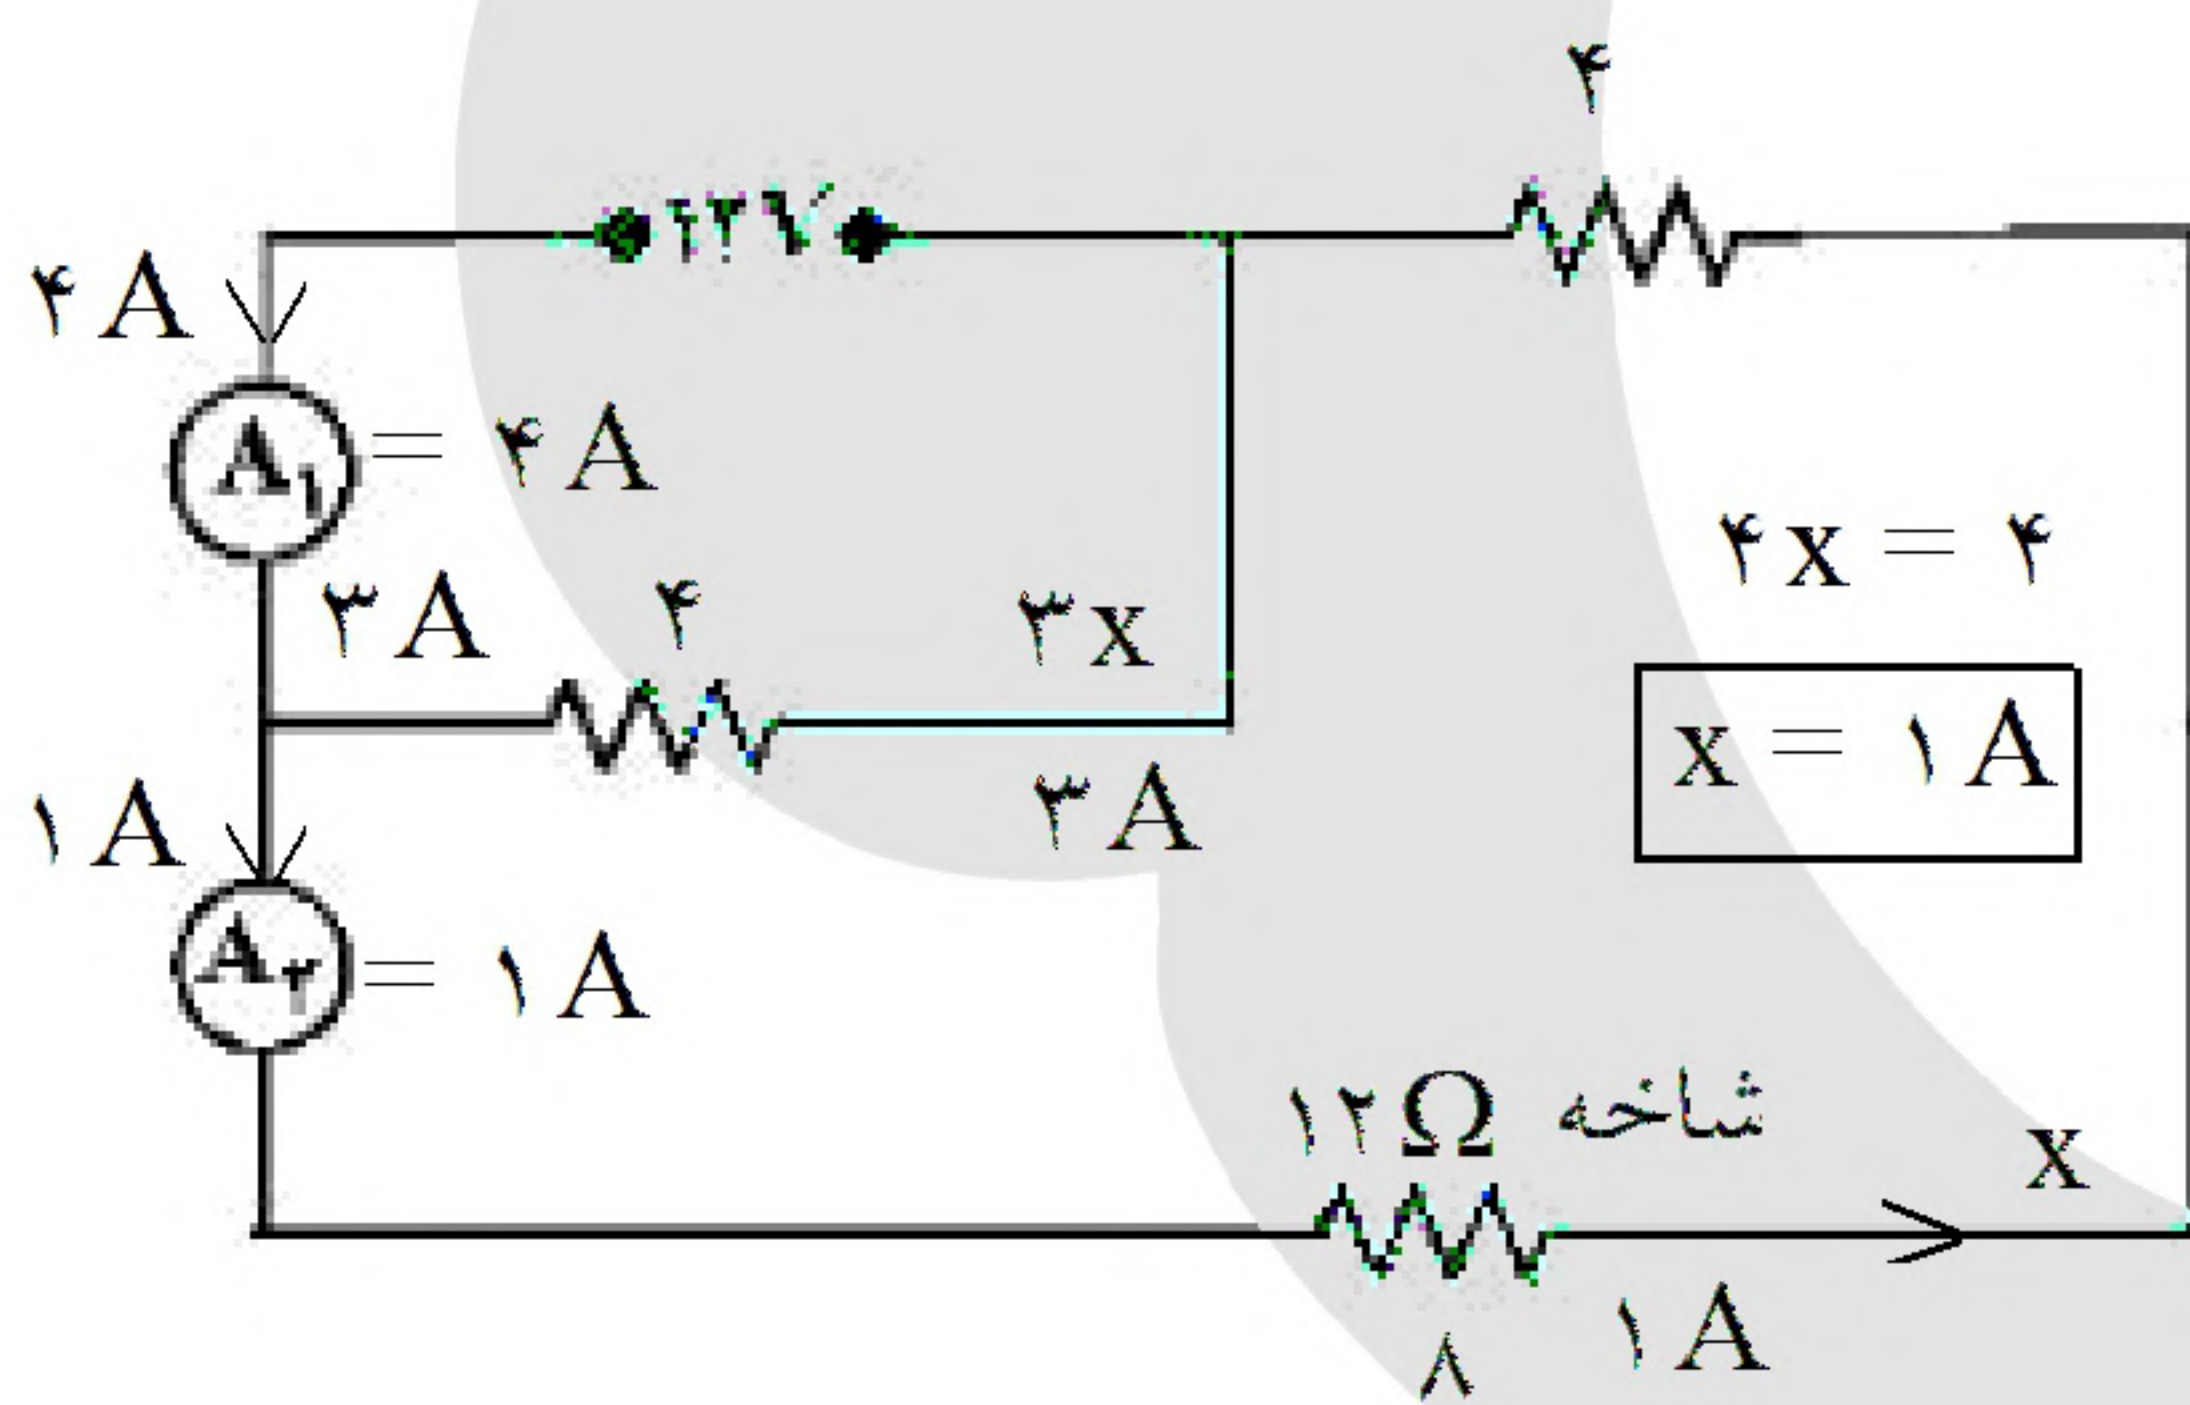 ۴
۱۲V
۴A
A۱ = ۴A
۴x = ۴
۳A
۴
۳x
x = ۱A
۳A
۱A
A۲ = ۱A
شاخه ۱۲Ω
x
۱A
۸